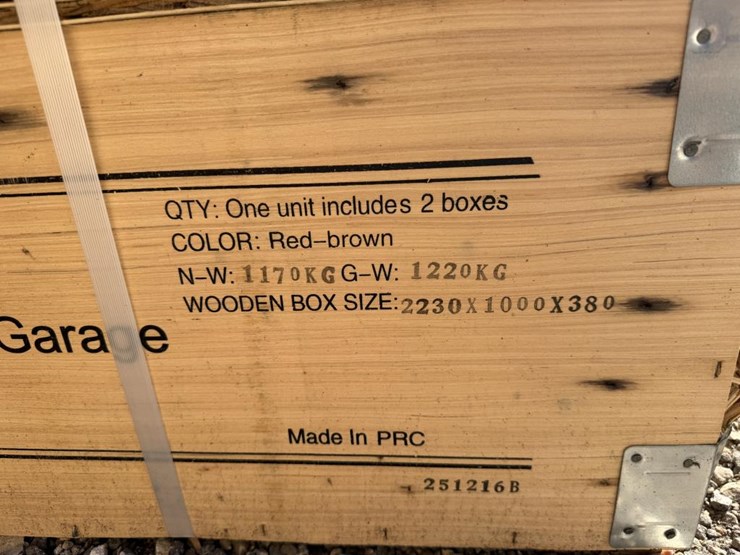 QTY: One unit includes 2 boxes
COLOR: Red-brown
N-W: 1170KG G-W: 1220KG
WOODEN BOX SIZE: 2230X1000X380
Garage
Made In PRC
251216B